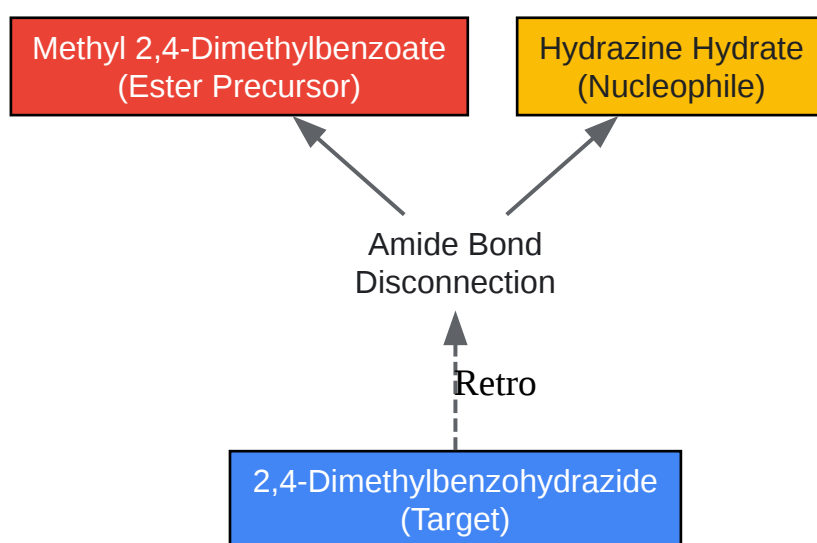 Methyl 2,4-Dimethylbenzoate
(Ester Precursor)
Hydrazine Hydrate
(Nucleophile)
Amide Bond
Disconnection
Retro
2,4-Dimethylbenzohydrazide
(Target)